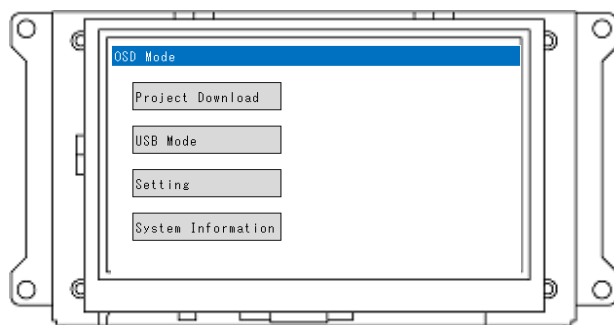 OSD Mode
Project Download
USB Mode
Setting
System Information